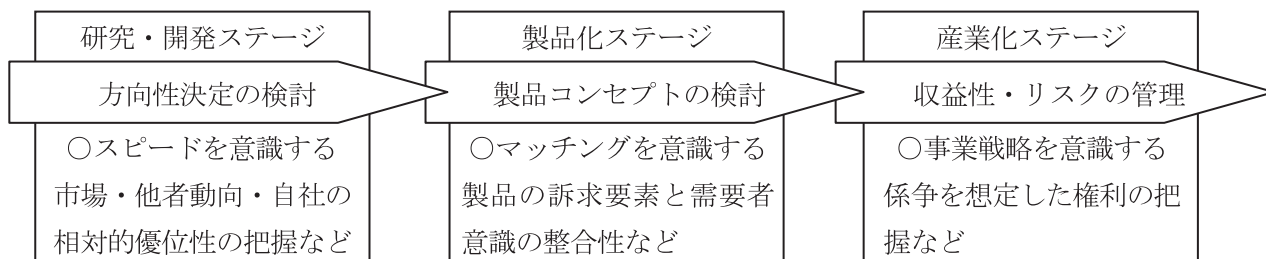 研究・開発ステージ
方向性決定の検討
○スピードを意識する
市場・他者動向・自社の
相対的優位性の把握など
製品化ステージ
製品コンセプトの検討
○マッチングを意識する
製品の訴求要素と需要者
意識の整合性など
産業化ステージ
収益性・リスクの管理
○事業戦略を意識する
係争を想定した権利の把
握など